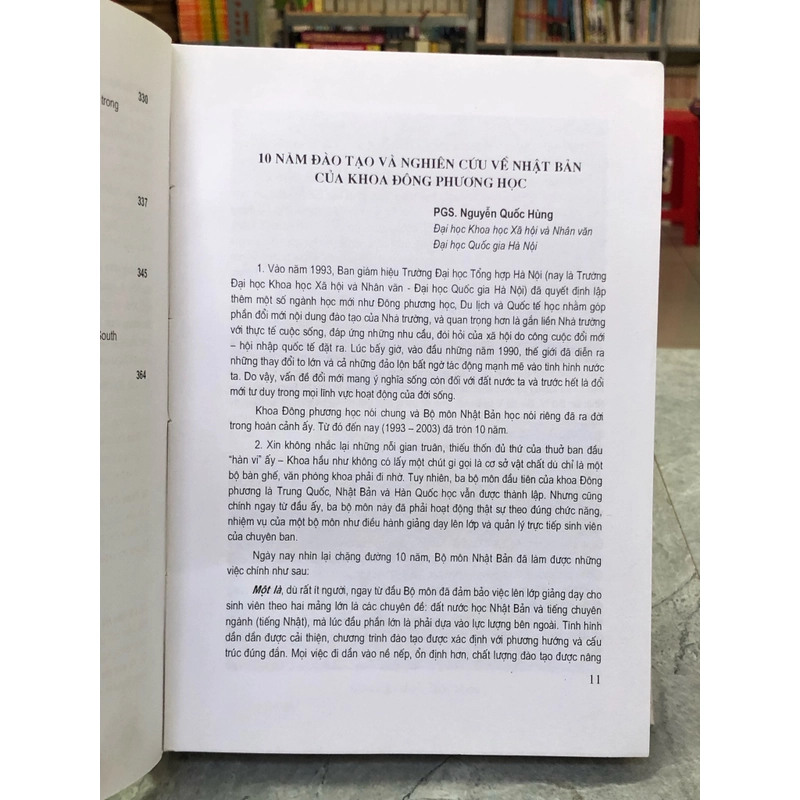 330
trong
337
345
South
364
10 NĂM ĐÀO TẠO VÀ NGHIÊN CỨU VỀ NHẬT BẢN
CỦA KHOA ĐÔNG PHƯƠNG HỌC
PGS. Nguyễn Quốc Hùng
Đại học Khoa học Xã hội và Nhân văn
Đại học Quốc gia Hà Nội
1. Vào năm 1993, Ban giám hiệu Trường Đại học Tổng hợp Hà Nội (nay là Trường
Đại học Khoa học Xã hội và Nhân văn - Đại học Quốc gia Hà Nội) đã quyết định lập
thêm một số ngành học mới như Đông phương học, Du lịch và Quốc tế học nhằm góp
phần đổi mới nội dung đào tạo của Nhà trường, và quan trọng hơn là gắn liền Nhà trường
với thực tế cuộc sống, đáp ứng những nhu cầu, đòi hỏi của xã hội do công cuộc đổi mới
– hội nhập quốc tế đặt ra. Lúc bấy giờ, vào đầu những năm 1990, thế giới đã diễn ra
những thay đổi to lớn và cả những đảo lộn bất ngờ tác động mạnh mẽ vào tình hình nước
ta. Do vậy, vấn đề đổi mới mang ý nghĩa sống còn đối với đất nước ta và trước hết là đổi
mới tư duy trong mọi lĩnh vực hoạt động của đời sống.
Khoa Đông phương học nói chung và Bộ môn Nhật Bản học nói riêng đã ra đời
trong hoàn cảnh ấy. Từ đó đến nay (1993 – 2003) đã tròn 10 năm.
2. Xin không nhắc lại những nỗi gian truân, thiếu thốn đủ thứ của thuở ban đầu
“hàn vi” ấy – Khoa hầu như không có lấy một chút gì gọi là cơ sở vật chất dù chỉ là một
bộ bàn ghế, văn phòng khoa phải đi nhờ. Tuy nhiên, ba bộ môn đầu tiên của khoa Đông
phương là Trung Quốc, Nhật Bản và Hàn Quốc học vẫn được thành lập. Nhưng cũng
chính ngay từ đầu ấy, ba bộ môn này đã phải hoạt động thật sự theo đúng chức năng,
nhiệm vụ của một bộ môn như điều hành giảng dạy lên lớp và quản lý trực tiếp sinh viên
của chuyên ban.
Ngày nay nhìn lại chặng đường 10 năm, Bộ môn Nhật Bản đã làm được những
việc chính như sau:
Một là, dù rất ít người, ngay từ đầu Bộ môn đã đảm bảo việc lên lớp giảng dạy cho
sinh viên theo hai mảng lớn là các chuyên đề: đất nước học Nhật Bản và tiếng chuyên
ngành (tiếng Nhật), mà lúc đầu phần lớn là phải dựa vào lực lượng bên ngoài. Tình hình
dần dần được cải thiện, chương trình đào tạo được xác định với phương hướng và cấu
trúc đúng đắn. Mọi việc đi dần vào nề nếp, ổn định hơn, chất lượng đào tạo được nâng
11